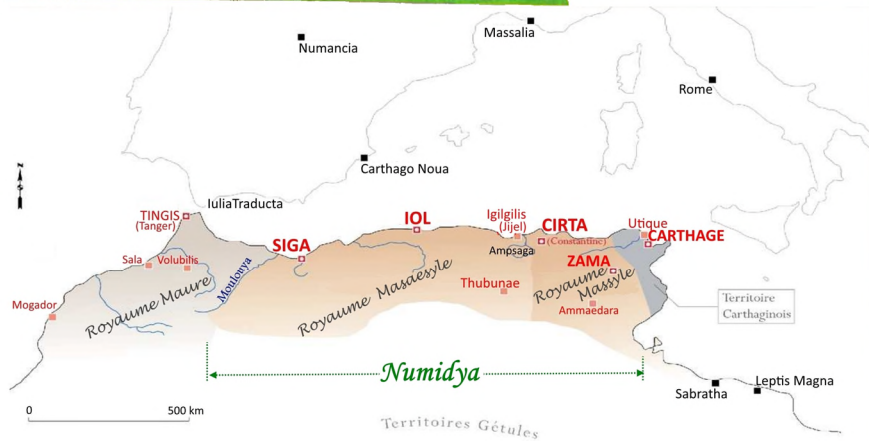 Massalia
Numancia
Rome
Carthago Noua
N
IuliaTraducta
TINGIS
(Tanger)
IOL
Igilgilis
(Jijel)
CIRTA
(Constantine)
Utique
CARTHAGE
SIGA
Ampsaga
Sala
Volubilis
Moulouya
ZAMA
Royaume Maure
Royaume Masaesyle
Thubunae
Royaume
Massyle
Mogador
Ammaedara
Territoire
Carthaginois
Numidya
Sabratha
Leptis Magna
0
500 km
Territoires Gétules